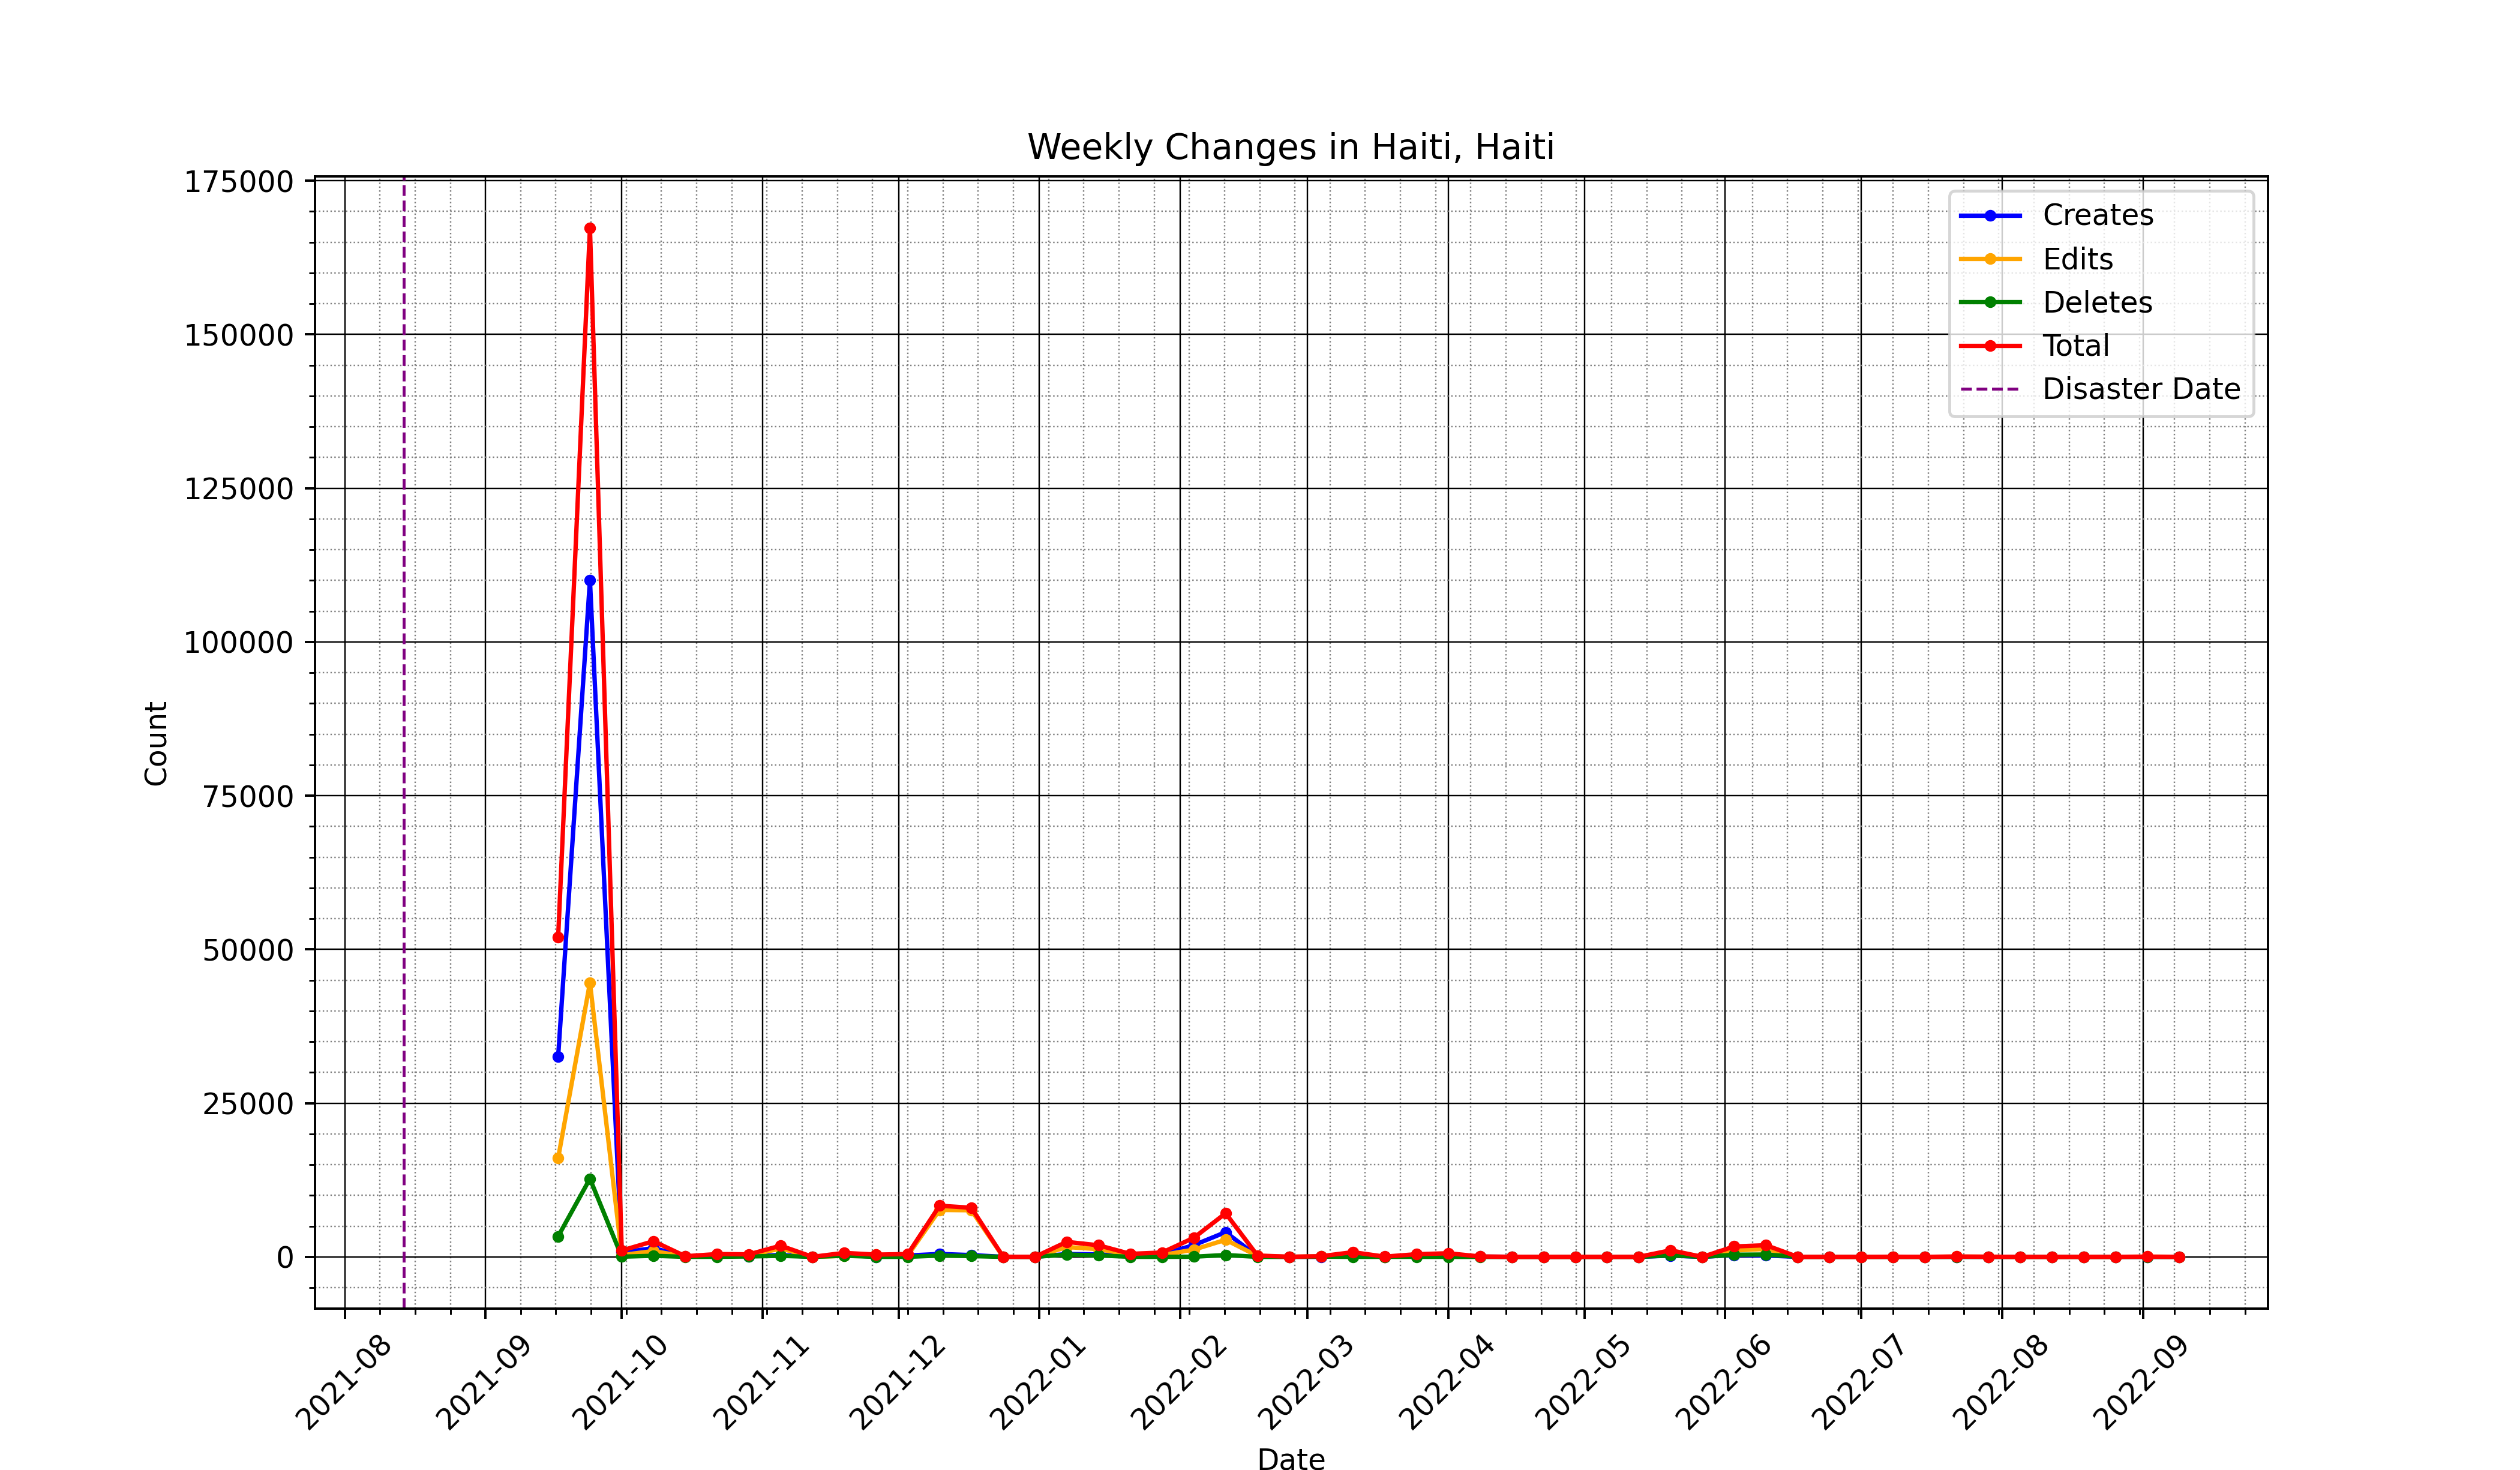 Weekly Changes in Haiti, Haiti
175000
150000
125000
100000
75000
50000
25000
0
Count
Creates
Edits
Deletes
Total
Disaster Date
2021-08
2021-09
2021-10
2021-11
2021-12
2022-01
2022-02
2022-03
2022-04
2022-05
2022-06
2022-07
2022-08
2022-09
Date